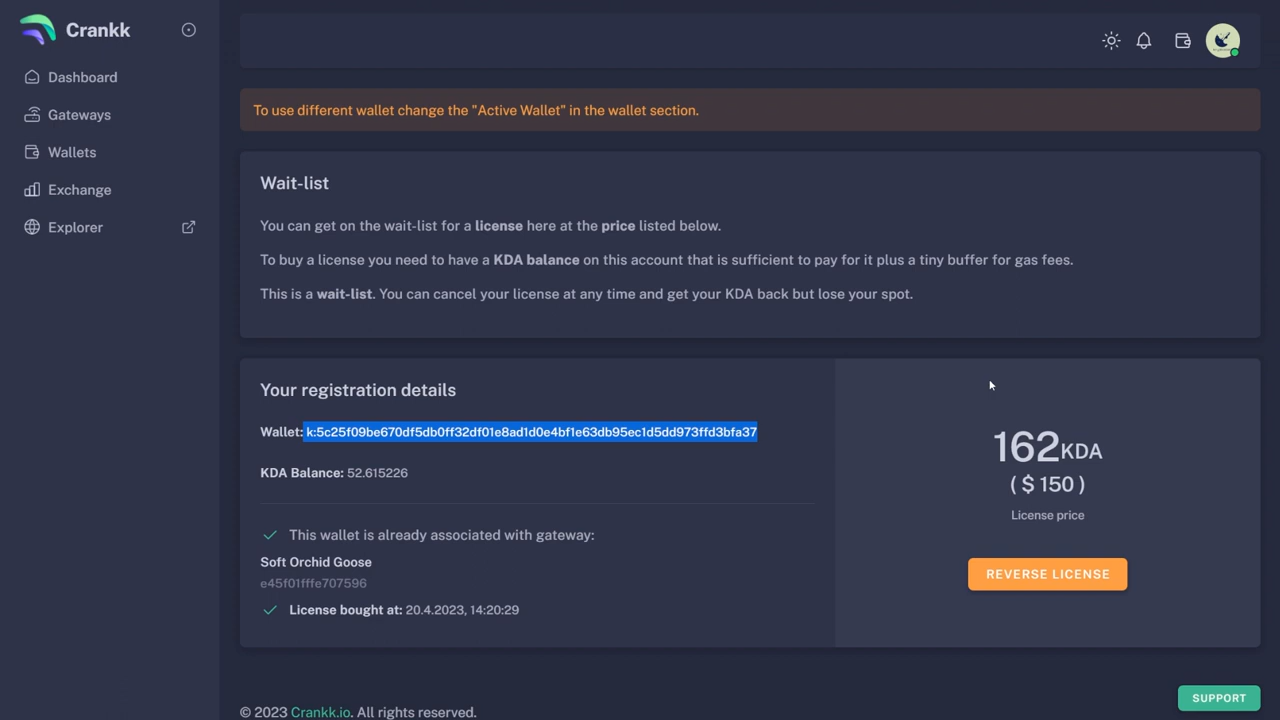 Crankk
Dashboard
Gateways
Wallets
Exchange
Explorer
To use different wallet change the "Active Wallet" in the wallet section.
Wait-list
You can get on the wait-list for a license here at the price listed below.
To buy a license you need to have a KDA balance on this account that is sufficient to pay for it plus a tiny buffer for gas fees.
This is a wait-list. You can cancel your license at any time and get your KDA back but lose your spot.
Your registration details
Wallet: k:5c25f09be670df5db0ff32df01e8ad1d0e4bf1e63db95ec1d5dd973ffd3bfa37
KDA Balance: 52.615226
This wallet is already associated with gateway:
Soft Orchid Goose
e45f01fffe707596
License bought at: 20.4.2023, 14:20:29
162KDA
( $ 150 )
License price
REVERSE LICENSE
SUPPORT
© 2023 Crankk.io. All rights reserved.